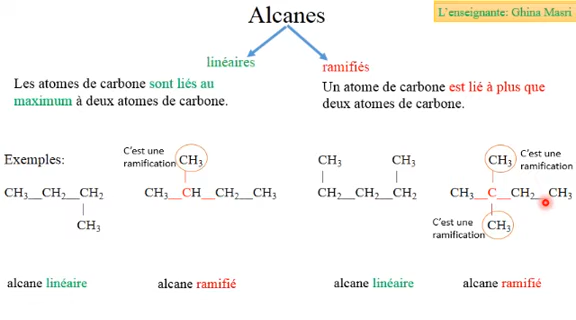 Alcanes
L'enseignante: Ghina Masri
linéaires
ramifiés
Les atomes de carbone sont liés au
maximum à deux atomes de carbone.
Un atome de carbone est lié à plus que
deux atomes de carbone.
Exemples:
CH₃__CH₂__CH₂
|
CH₃
alcane linéaire
C'est une
ramification
CH₃
|
CH₃__CH__CH₂__CH₃
alcane ramifié
CH₃ CH₃
| |
CH₂__CH₂__CH₂__CH₂
alcane linéaire
CH₃
C'est une
ramification
|
CH₃__C__CH₂__CH₃
|
C'est une
ramification
CH₃
alcane ramifié